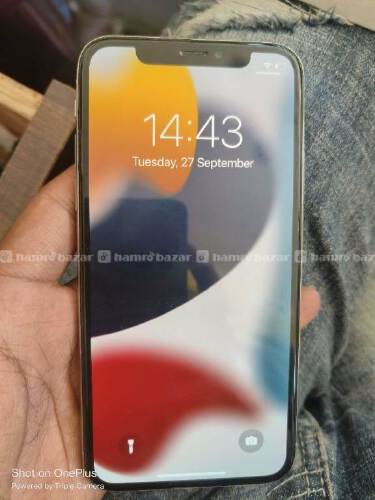 14:43
Tuesday, 27 September
hamro bazar hamro bazar hamro bazar hamro bazar
Shot on OnePlus
Powered by Triple Camera